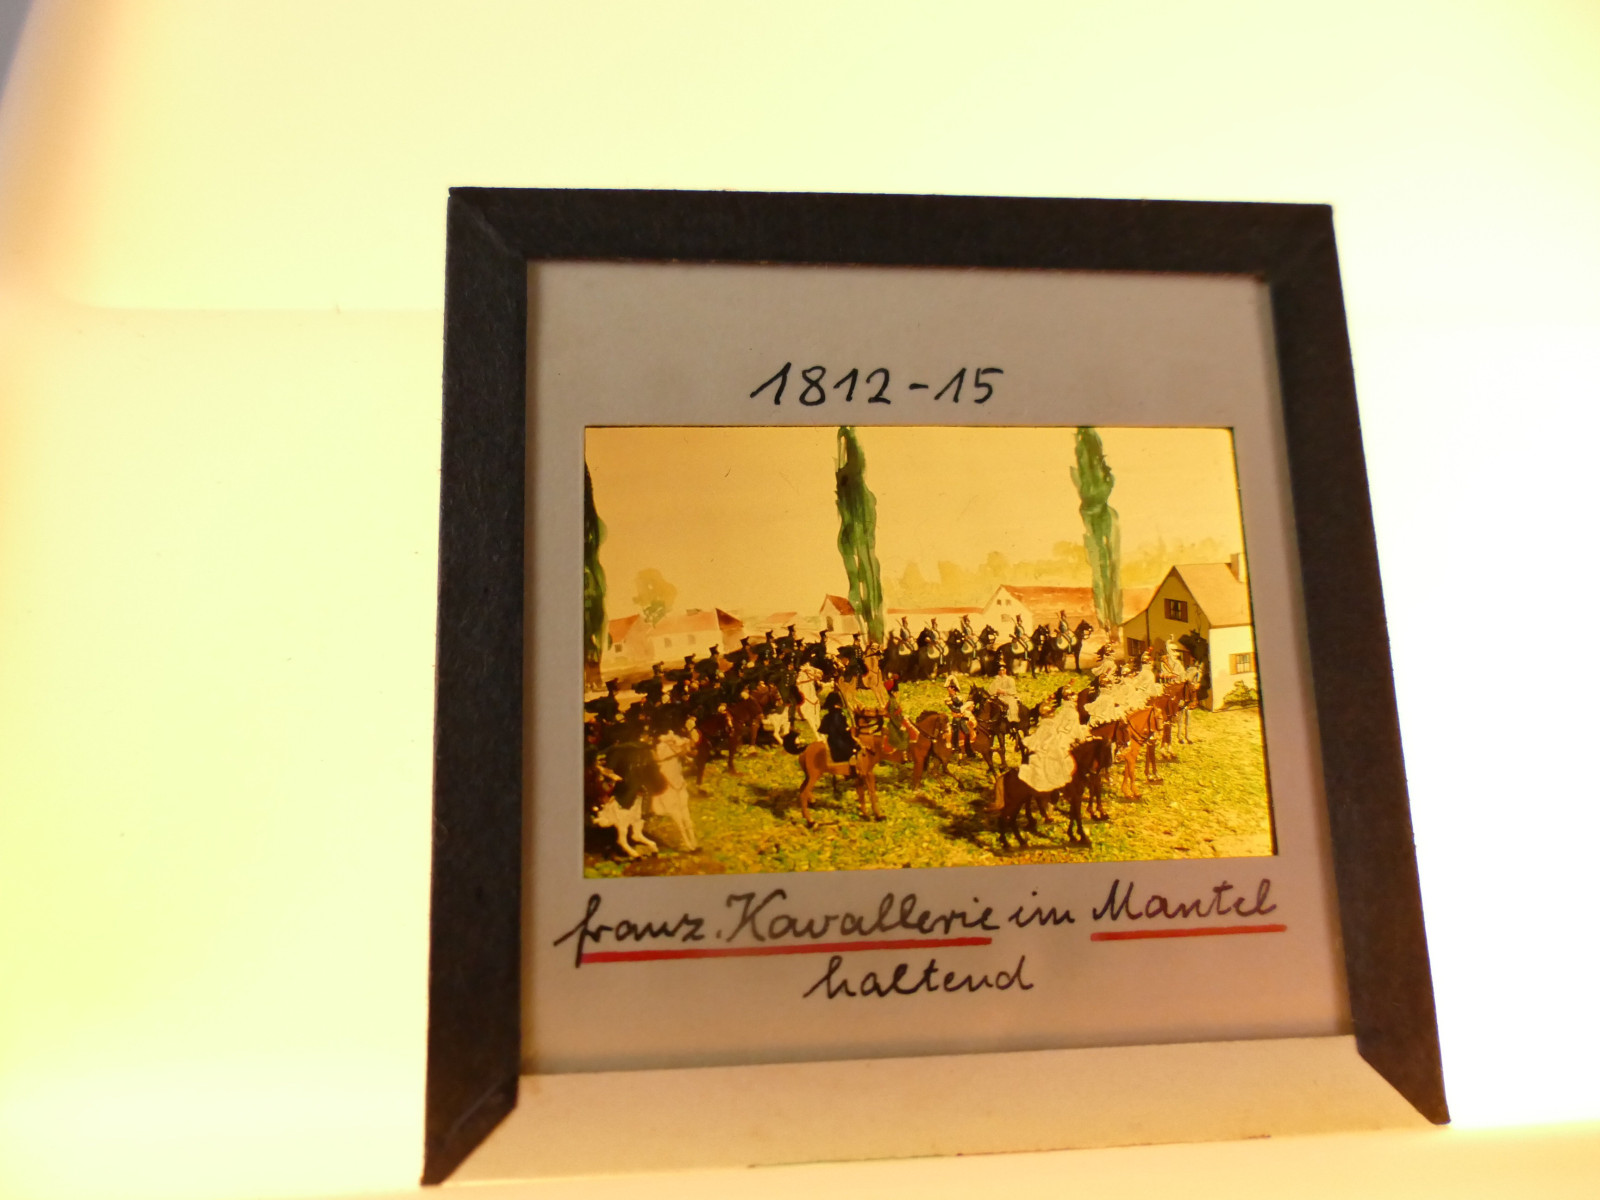 1812-15
franz. Kavallerie im Mantel
haltend